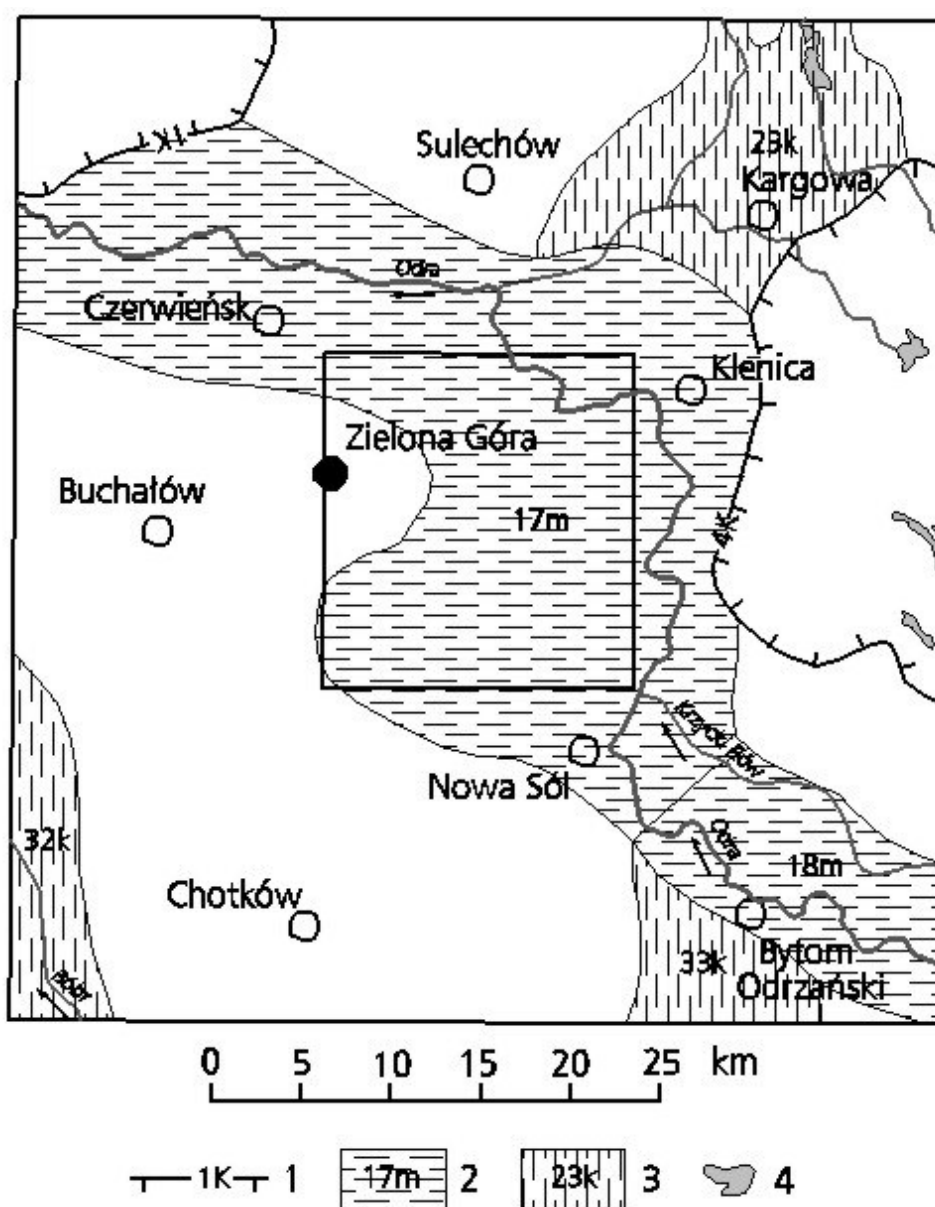 1K
Sulechów
23k
Kargowa
Odra
Czerwieńsk
Klenica
Zielona Góra
Buchałów
17m
4K
Krzycki Rów
Nowa Sól
32k
Odra
18m
Chotków
Bytom
Odrzański
33k
Bóbr
0 5 10 15 20 25 km
1K 1 17m 2 23k 3 4